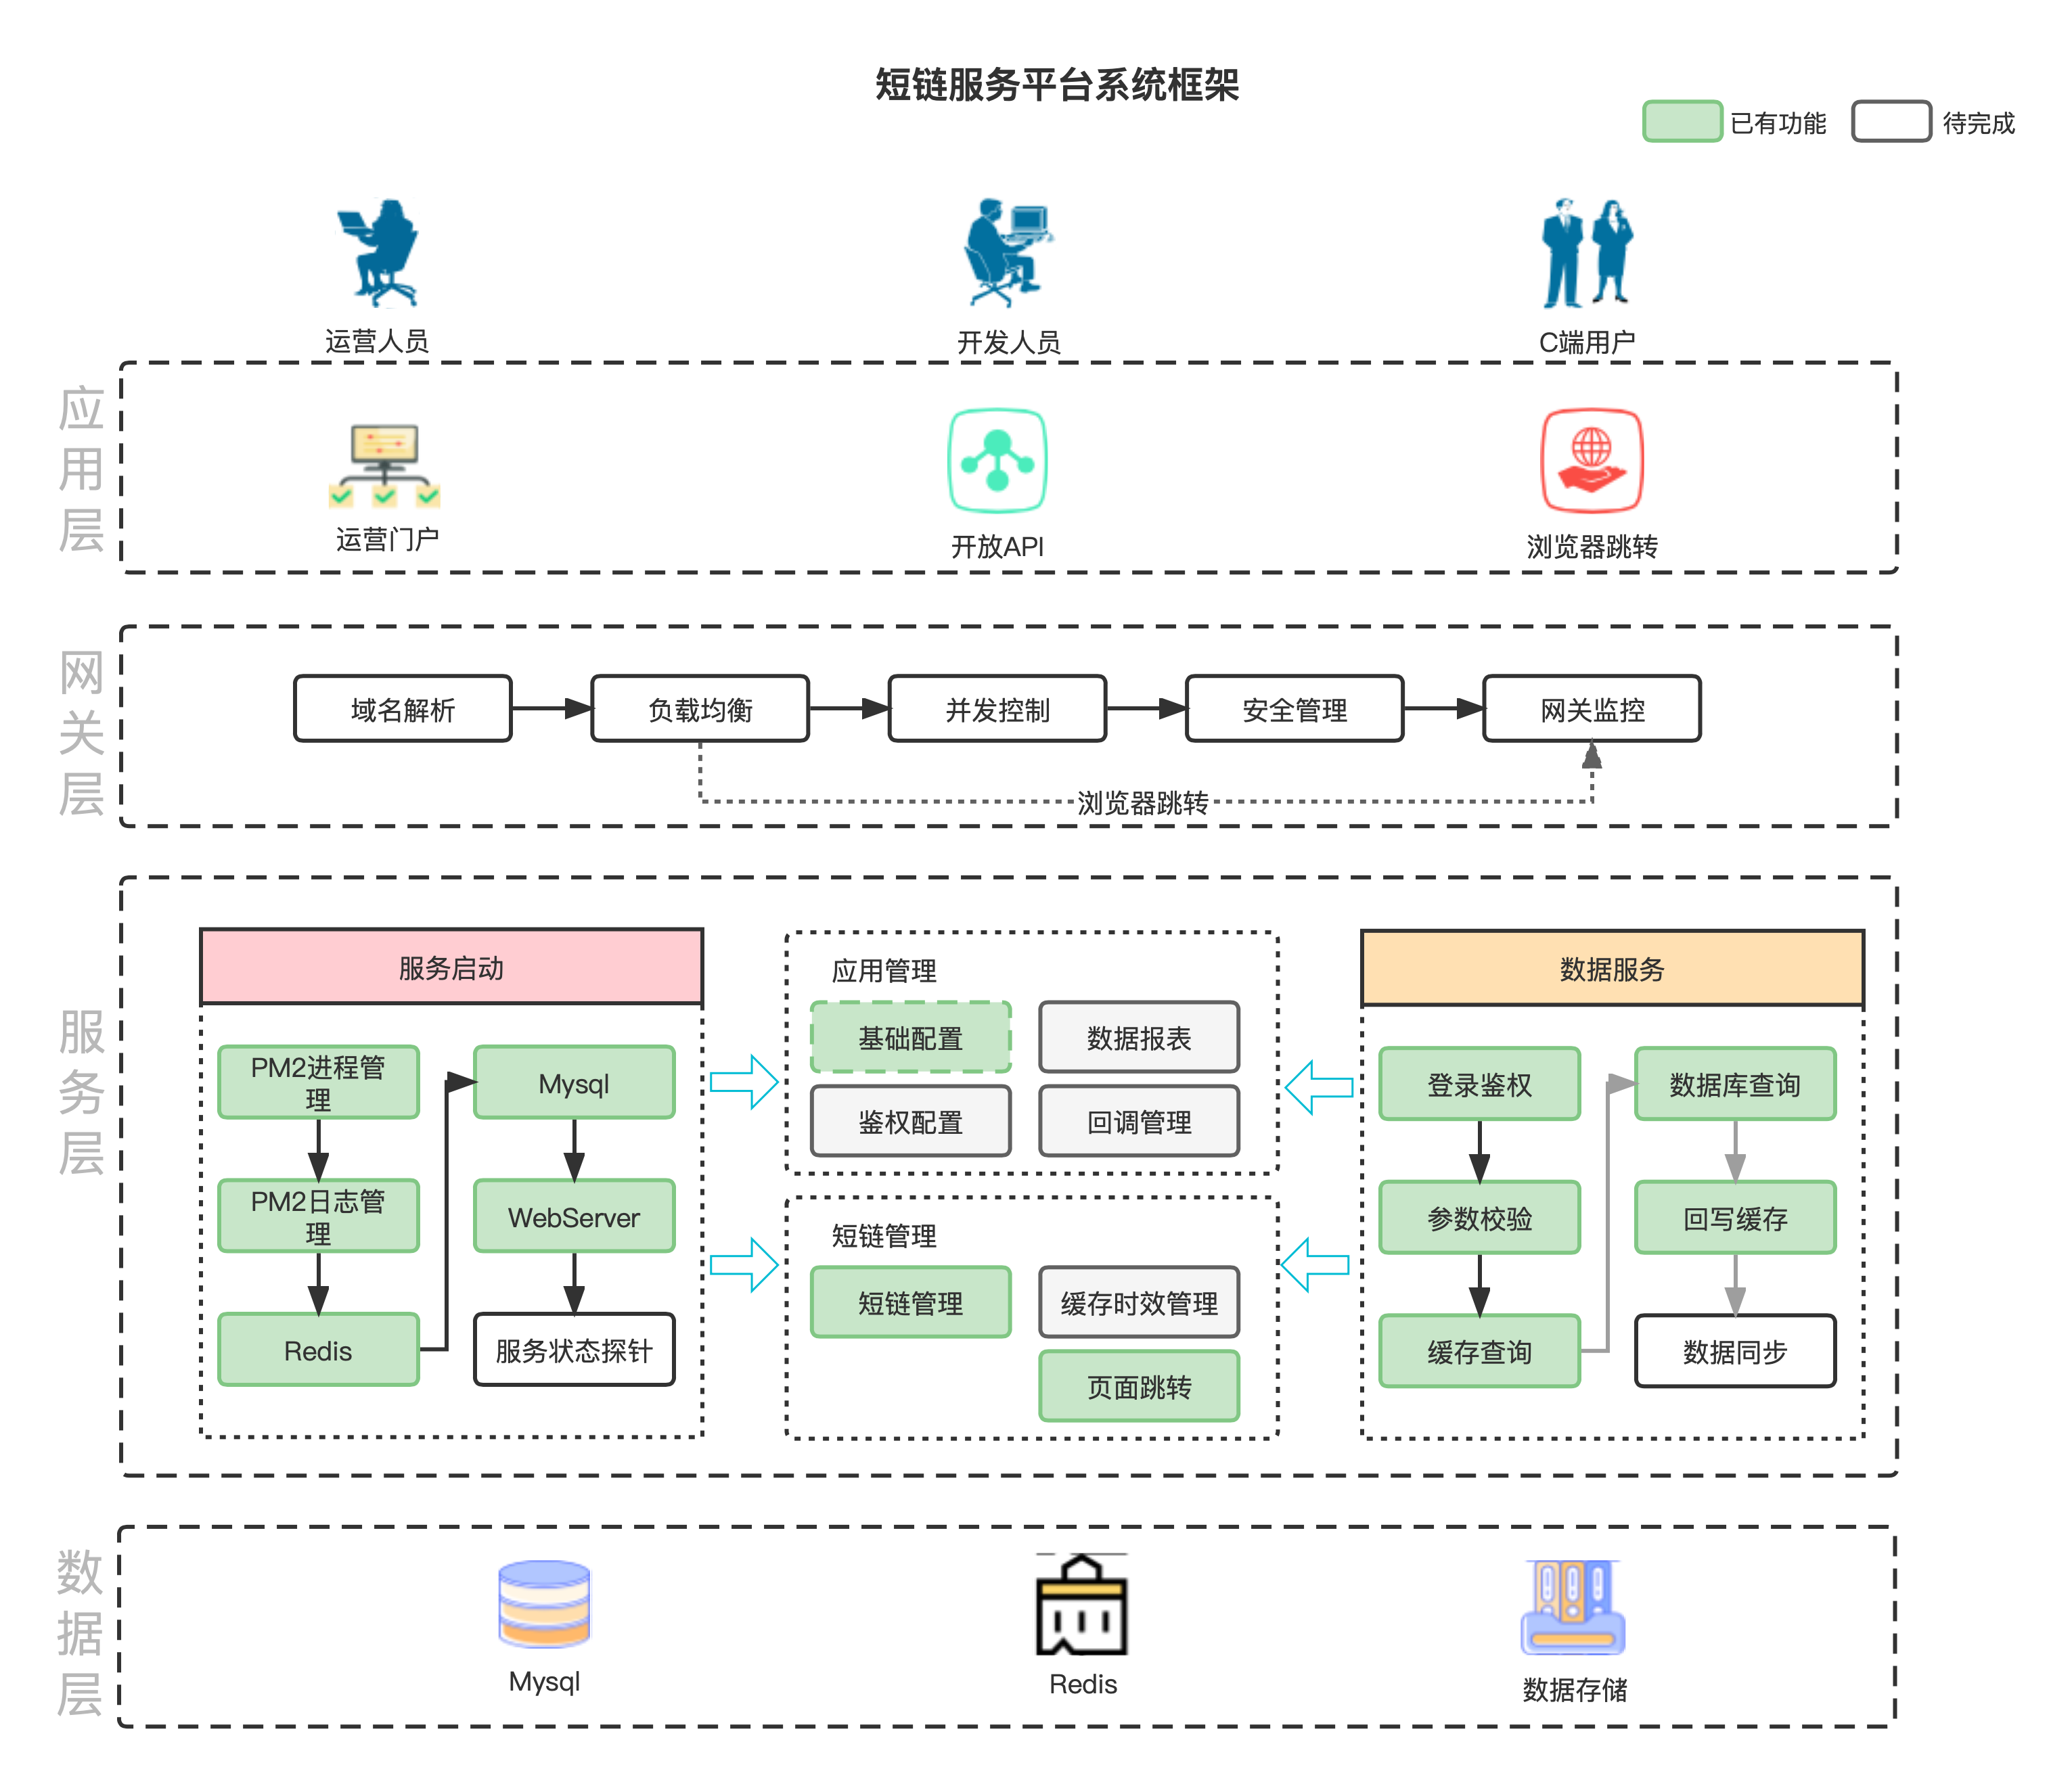 短链服务平台系统框架
已有功能
待完成
运营人员
开发人员
C端用户
应用层
运营门户
开放API
浏览器跳转
网关层
域名解析
负载均衡
并发控制
安全管理
网关监控
浏览器跳转
服务层
服务启动
PM2进程管
理
PM2日志管
理
Redis
Mysql
WebServer
服务状态探针
应用管理
基础配置
数据报表
鉴权配置
回调管理
短链管理
短链管理
缓存时效管理
页面跳转
数据服务
登录鉴权
参数校验
缓存查询
数据库查询
回写缓存
数据同步
数据层
Mysql
Redis
数据存储